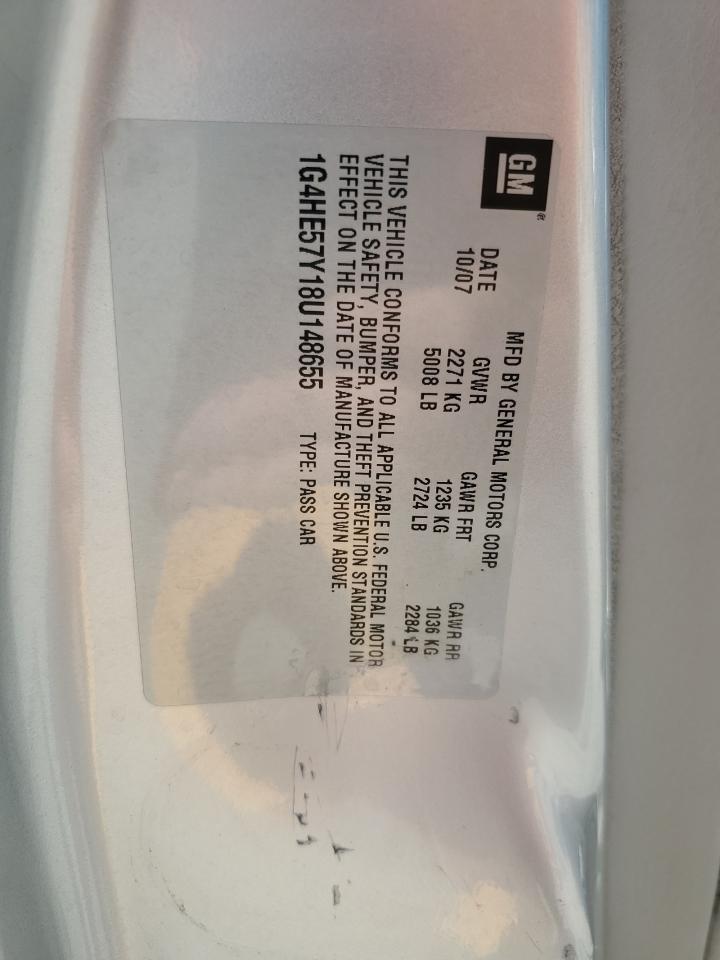 GM
MFD BY GENERAL MOTORS CORP.
DATE GVWR GAWR FRT GAWR RR
10/07 2271 KG 1235 KG 1036 KG
5008 LB 2724 LB 2284 LB
THIS VEHICLE CONFORMS TO ALL APPLICABLE U.S. FEDERAL MOTOR
VEHICLE SAFETY, BUMPER, AND THEFT PREVENTION STANDARDS IN
EFFECT ON THE DATE OF MANUFACTURE SHOWN ABOVE.
1G4HE57Y18U148655 TYPE: PASS CAR